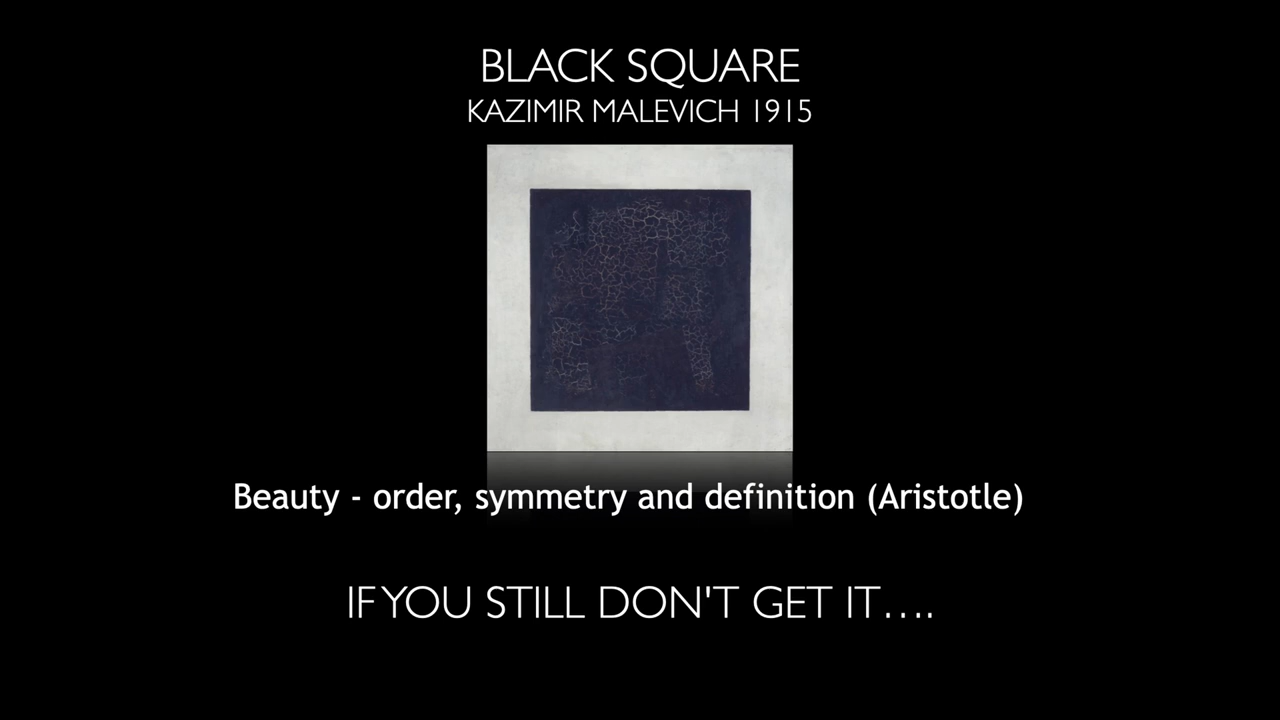 BLACK SQUARE
KAZIMIR MALEVICH 1915
Beauty - order, symmetry and definition (Aristotle)
IF YOU STILL DON'T GET IT....